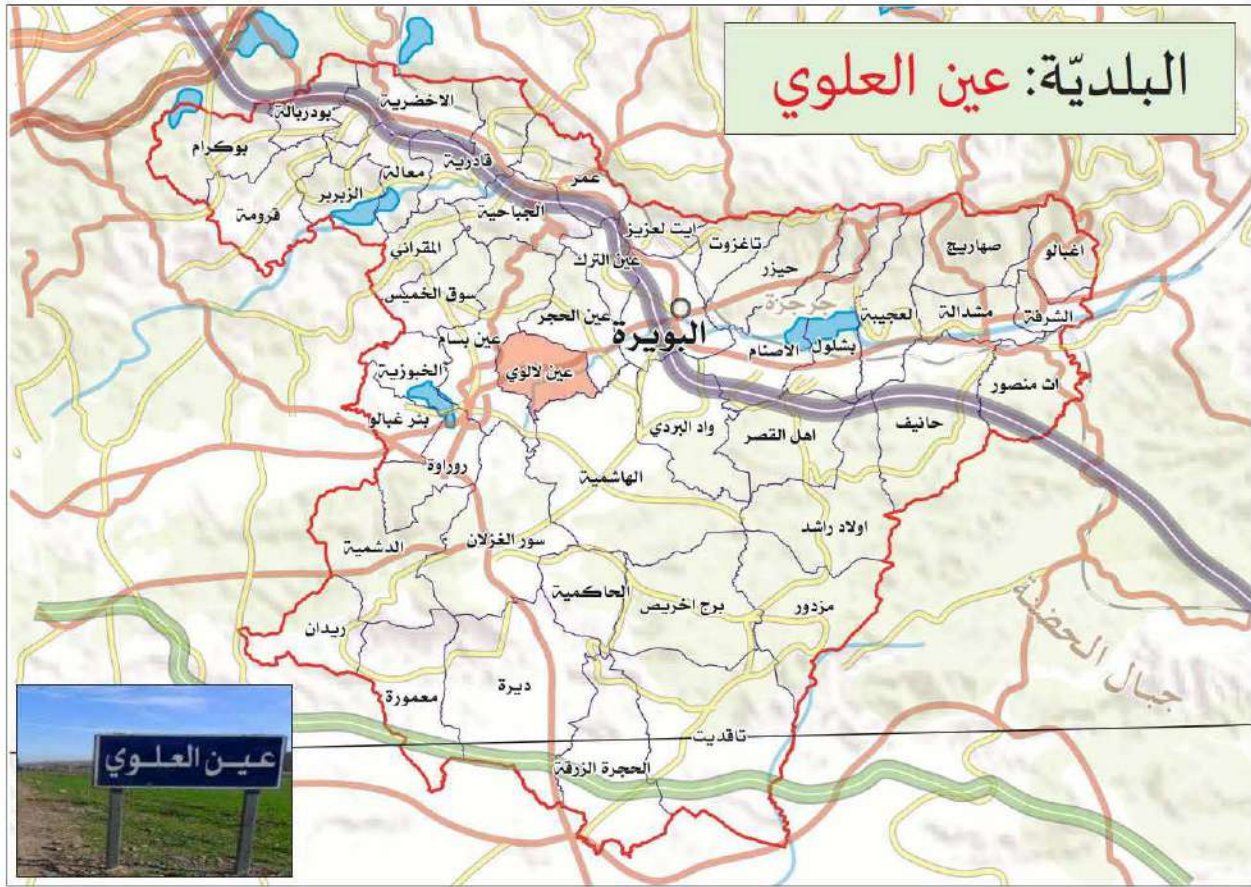 البلديّة: عين العلوي
الاخضرية
بودربالة
بوكرام
قادرية
عمر
معالة
الزبربر
قرومة
الجباحية
ايت لعزيز
تاغزوت
صهاريج
اغبالو
المقراني
عين الترك
حيزر
جرجرة
سوق الخميس
عين الحجر
العجيبة
مشدالة
الشرفة
البويرة
الأصنام
بشلول
عين بسام
الخبوزية
عين لالوي
اث منصور
بئر غبالو
واد البردي
اهل القصر
حانيف
روراوة
الهاشمية
اولاد راشد
سور الغزلان
الدشمية
الحاكمية
برج اخريص
مزدور
ريدان
جبال الحضنة
معمورة
ديرة
تاقديت
الحجرة الزرقة
عين العلوي